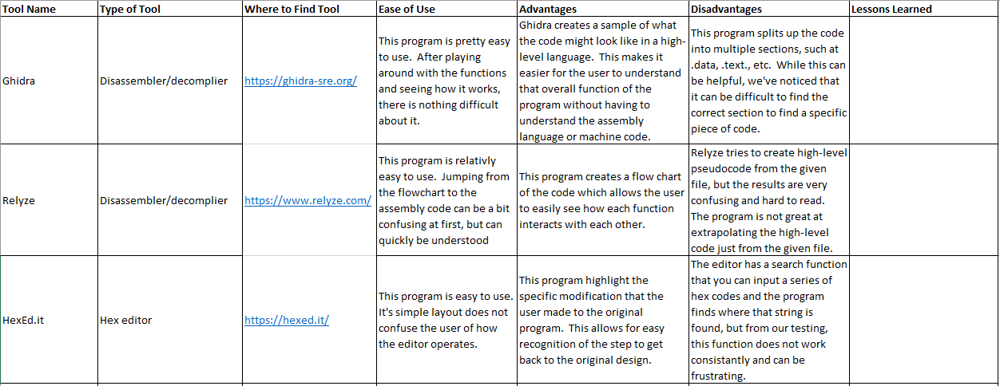 Tool Name
Type of Tool
Where to Find Tool
Ease of Use
Advantages
Disadvantages
Lessons Learned
Ghidra
Disassembler/decomplier
https://ghidra-sre.org/
This program is pretty easy
to use.  After playing
around with the functions
and seeing how it works,
there is nothing difficult
about it.
Ghidra creates a sample of what
the code might look like in a high-
level language.  This makes it
easier for the user to understand
that overall function of the
program without having to
understand the assembly
language or machine code.
This program splits up the code
into multiple sections, such at
.data, .text., etc.  While this can
be helpful, we've noticed that
it can be difficult to find the
correct section to find a specific
piece of code.
Relyze
Disassembler/decomplier
https://www.relyze.com/
This program is relativly
easy to use.  Jumping from
the flowchart to the
assembly code can be a bit
confusing at first, but can
quickly be understood
This program creates a flow chart
of the code which allows the user
to easily see how each function
interacts with each other.
Relyze tries to create high-level
pseudocode from the given
file, but the results are very
confusing and hard to read.
The program is not great at
extrapolating the high-level
code just from the given file.
HexEd.it
Hex editor
https://hexed.it/
This program is easy to use.
It's simple layout does not
confuse the user of how
the editor operates.
This program highlight the
specific modification that the
user made to the original
program.  This allows for easy
recognition of the step to get
back to the original design.
The editor has a search function
that you can input a series of
hex codes and the program
finds where that string is
found, but from our testing,
this function does not work
consistantly and can be
frustrating.